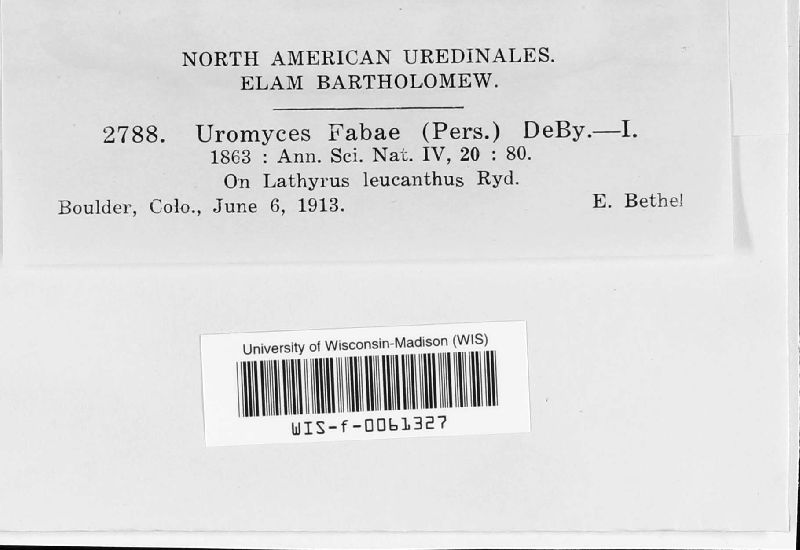 NORTH AMERICAN UREDINALES.
ELAM BARTHOLOMEW.
2788. Uromyces Fabae (Pers.) DeBy.—I.
1863 : Ann. Sci. Nat. IV, 20 : 80.
On Lathyrus leucanthus Ryd.
Boulder, Colo., June 6, 1913. E. Bethel
University of Wisconsin-Madison (WIS)
WIS-f-0061327